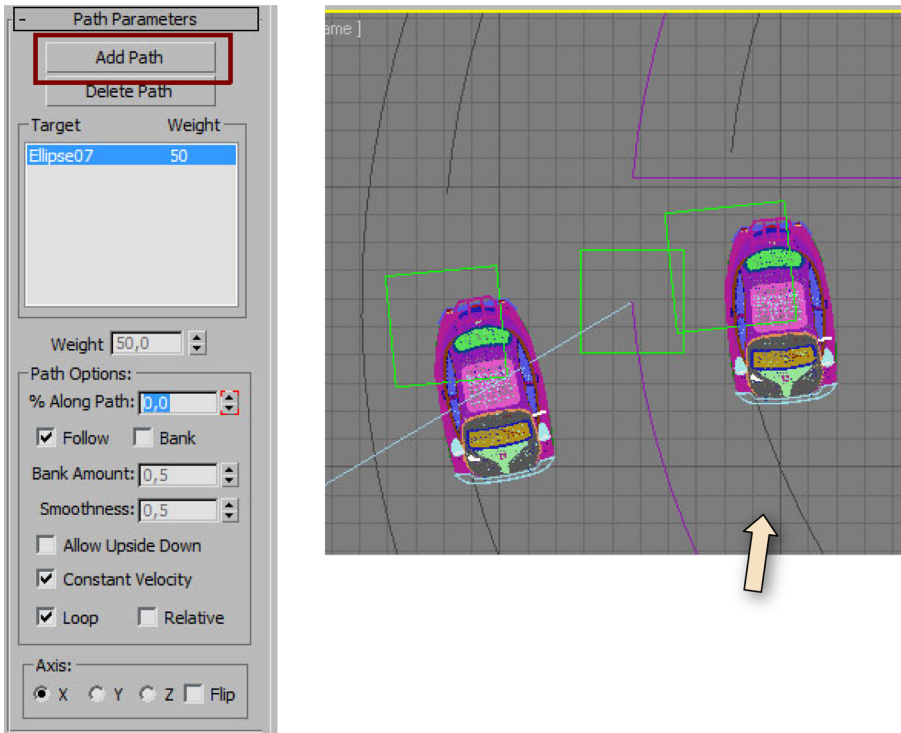 - Path Parameters
Add Path
Delete Path
Target Weight
Ellipse07 50
Weight 50,0
Path Options:
% Along Path: 0,0
Follow Bank
Bank Amount: 0,5
Smoothness: 0,5
Allow Upside Down
Constant Velocity
Loop Relative
Axis:
X Y Z Flip
ame ]